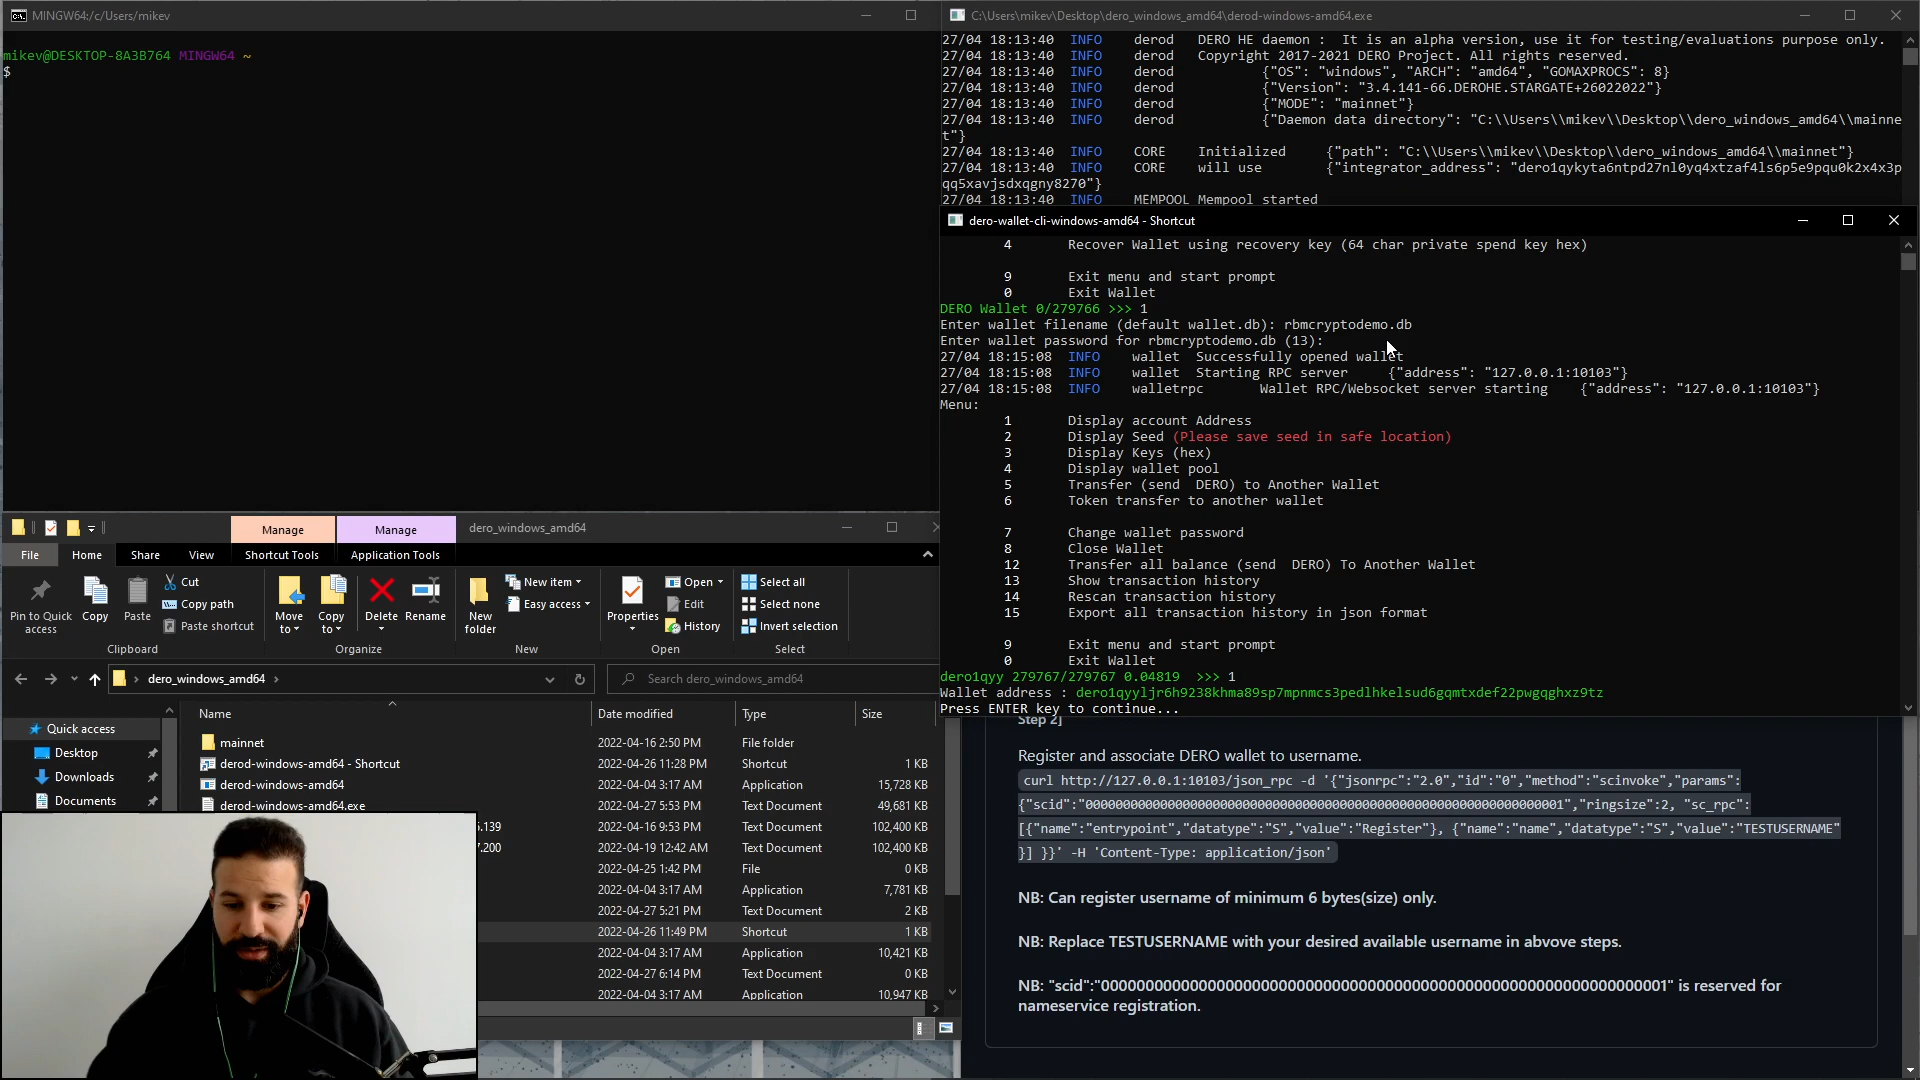 MINGW64:/c/Users/mikev
mikev@DESKTOP-8A3B764 MINGW64 ~
$
C:\Users\mikev\Desktop\dero_windows_amd64\derod-windows-amd64.exe
27/04 18:13:40 INFO derod DERO HE daemon : It is an alpha version, use it for testing/evaluations purpose only.
27/04 18:13:40 INFO derod Copyright 2017-2021 DERO Project. All rights reserved.
27/04 18:13:40 INFO derod {"OS": "windows", "ARCH": "amd64", "GOMAXPROCS": 8}
27/04 18:13:40 INFO derod {"Version": "3.4.141-66.DEROHE.STARGATE+26022022"}
27/04 18:13:40 INFO derod {"MODE": "mainnet"}
27/04 18:13:40 INFO derod {"Daemon data directory": "C:\\Users\\mikev\\Desktop\\dero_windows_amd64\\mainne
t"}
27/04 18:13:40 INFO CORE Initialized {"path": "C:\\Users\\mikev\\Desktop\\dero_windows_amd64\\mainnet"}
27/04 18:13:40 INFO CORE will use {"integrator_address": "dero1qykyta6ntpd27nl0yq4xtzaf4ls6p5e9pqu0k2x4x3p
qq5xavjsdxqgny8270"}
27/04 18:13:40 INFO MEMPOOL Mempool started
dero-wallet-cli-windows-amd64 - Shortcut
4 Recover Wallet using recovery key (64 char private spend key hex)
9 Exit menu and start prompt
0 Exit Wallet
DERO Wallet 0/279766 >>> 1
Enter wallet filename (default wallet.db): rbmcryptodemo.db
Enter wallet password for rbmcryptodemo.db (13):
27/04 18:15:08 INFO wallet Successfully opened wallet
27/04 18:15:08 INFO wallet Starting RPC server {"address": "127.0.0.1:10103"}
27/04 18:15:08 INFO walletrpc Wallet RPC/Websocket server starting {"address": "127.0.0.1:10103"}
Menu:
1 Display account Address
2 Display Seed (Please save seed in safe location)
3 Display Keys (hex)
4 Display wallet pool
5 Transfer (send DERO) to Another Wallet
6 Token transfer to another wallet
7 Change wallet password
8 Close Wallet
12 Transfer all balance (send DERO) To Another Wallet
13 Show transaction history
14 Rescan transaction history
15 Export all transaction history in json format
9 Exit menu and start prompt
0 Exit Wallet
dero1qyy 279767/279767 0.04819 >>> 1
Wallet address : dero1qyyljr6h9238khma89sp7mpnmcs3pedlhkelsud6gqmtxdef22pwgqghxz9tz
Press ENTER key to continue...
Manage Manage dero_windows_amd64
File Home Share View Shortcut Tools Application Tools
Pin to Quick access
Copy
Paste
Cut
Copy path
Paste shortcut
Clipboard
Move to
Copy to
Delete
Rename
Organize
New folder
New item
Easy access
New
Properties
Open
Edit
History
Open
Select all
Select none
Invert selection
Select
dero_windows_amd64
Search dero_windows_amd64
Quick access
Desktop
Downloads
Documents
Name Date modified Type Size
mainnet 2022-04-16 2:50 PM File folder
derod-windows-amd64 - Shortcut 2022-04-26 11:28 PM Shortcut 1 KB
derod-windows-amd64 2022-04-04 3:17 AM Application 15,728 KB
derod-windows-amd64.exe 2022-04-27 5:53 PM Text Document 49,681 KB
.139 2022-04-16 9:53 PM Text Document 102,400 KB
.200 2022-04-19 12:42 AM Text Document 102,400 KB
2022-04-25 1:42 PM File 0 KB
2022-04-04 3:17 AM Application 7,781 KB
2022-04-27 5:21 PM Text Document 2 KB
2022-04-26 11:49 PM Shortcut 1 KB
2022-04-04 3:17 AM Application 10,421 KB
2022-04-27 6:14 PM Text Document 0 KB
2022-04-04 3:17 AM Application 10,947 KB
Step 2]
Register and associate DERO wallet to username.
curl http://127.0.0.1:10103/json_rpc -d '{"jsonrpc":"2.0","id":"0","method":"scinvoke","params":
{"scid":"0000000000000000000000000000000000000000000000000000000000000001","ringsize":2, "sc_rpc":
[{"name":"entrypoint","datatype":"S","value":"Register"}, {"name":"name","datatype":"S","value":"TESTUSERNAME"
}] }}' -H 'Content-Type: application/json'
NB: Can register username of minimum 6 bytes(size) only.
NB: Replace TESTUSERNAME with your desired available username in abvove steps.
NB: "scid":"0000000000000000000000000000000000000000000000000000000000000001" is reserved for
nameservice registration.